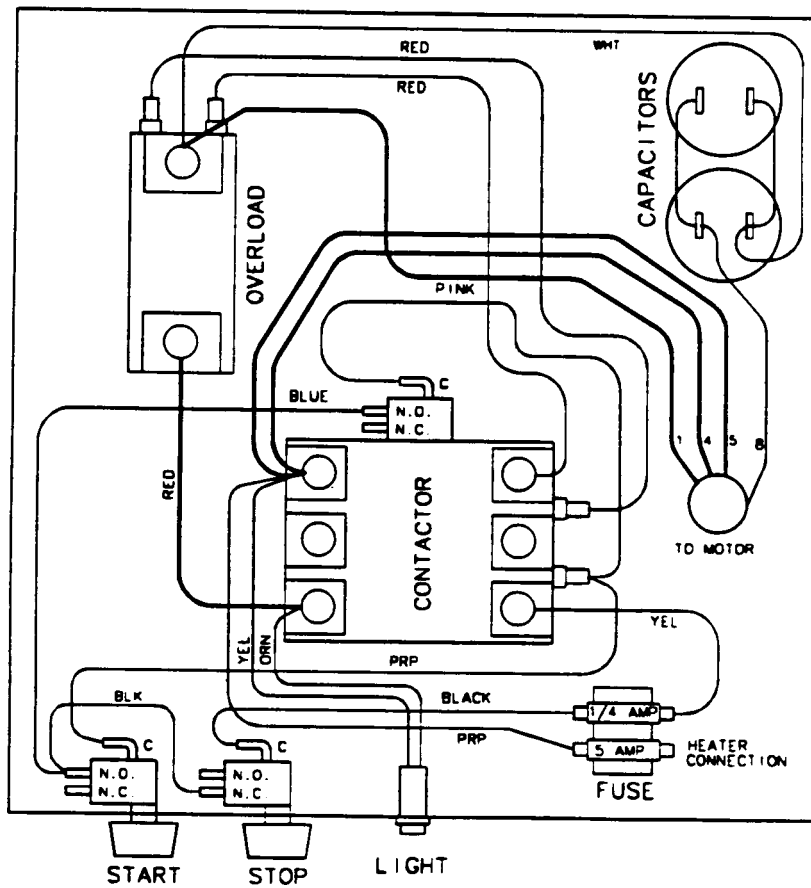 RED
WHT
RED
CAPACITORS
OVERLOAD
PINK
C
BLUE
N.O.
N.C.
1
4
5
8
RED
CONTACTOR
TO MOTOR
YEL
ORN
YEL
PRP
BLK
BLACK
1/4 AMP
C
C
PRP
5 AMP
HEATER
CONNECTION
N.O.
N.C.
N.O.
N.C.
FUSE
LIGHT
START
STOP